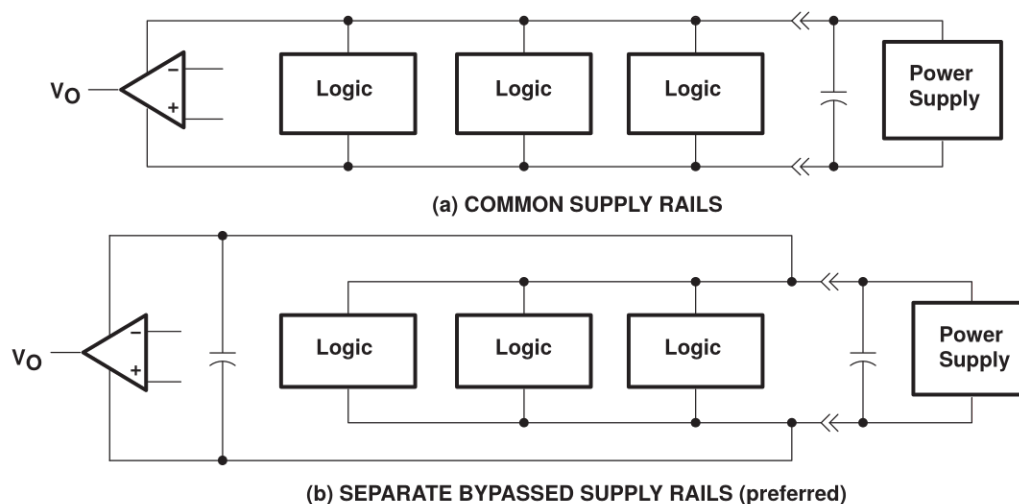 Logic Logic Logic Power
Supply
VO
− +
(a) COMMON SUPPLY RAILS
Logic Logic Logic Power
Supply
VO
− +
(b) SEPARATE BYPASSED SUPPLY RAILS (preferred)